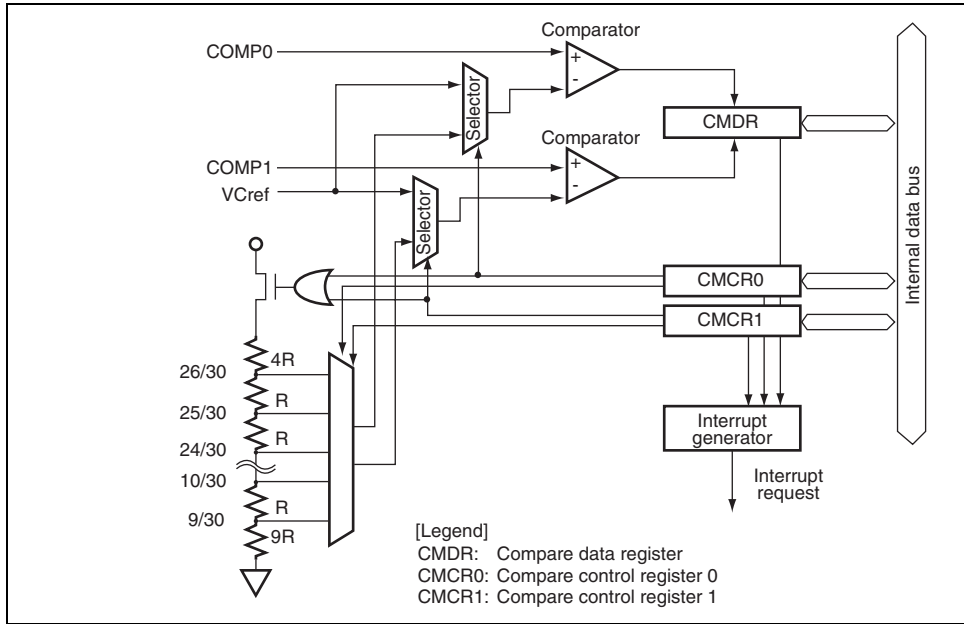 Comparator
COMP0
+
-
Selector
CMDR
Comparator
COMP1
+
-
VCref
Selector
Internal data bus
CMCR0
CMCR1
4R
26/30
R
25/30
R
24/30
10/30
R
9/30
9R
Interrupt
generator
Interrupt
request
[Legend]
CMDR: Compare data register
CMCR0: Compare control register 0
CMCR1: Compare control register 1